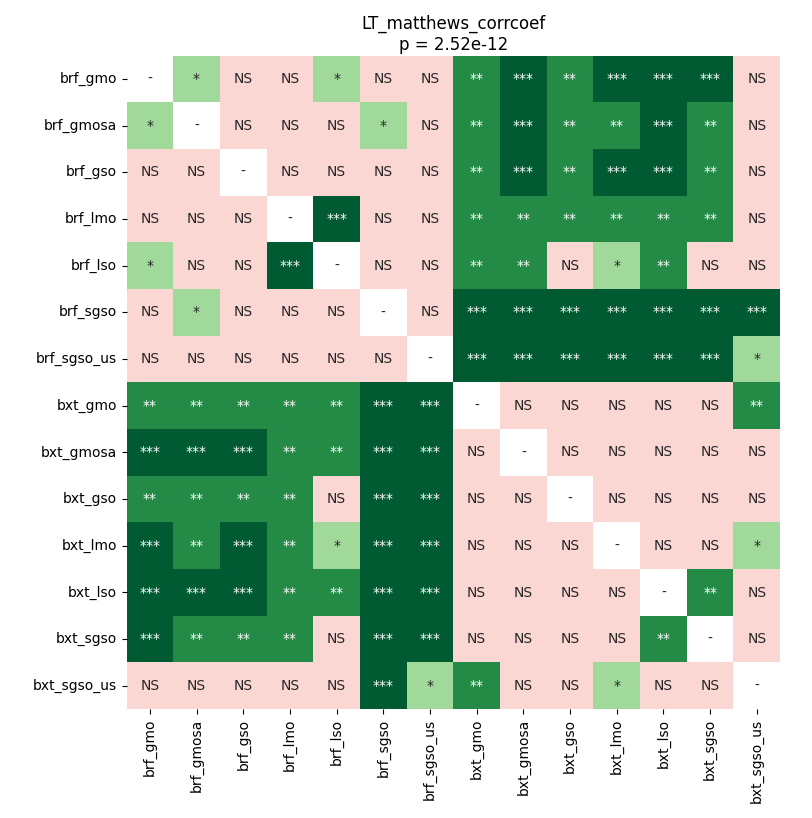 LT_matthews_corrcoef
p = 2.52e-12
brf_gmo - * NS NS * NS NS ** *** ** *** *** *** NS
brf_gmosa * - NS NS NS * NS ** *** ** ** *** ** NS
brf_gso NS NS - NS NS NS NS ** *** ** *** *** ** NS
brf_lmo NS NS NS - *** NS NS ** ** ** ** ** ** NS
brf_lso * NS NS *** - NS NS ** ** NS * ** NS NS
brf_sgso NS * NS NS NS - NS *** *** *** *** *** *** ***
brf_sgso_us NS NS NS NS NS NS - *** *** *** *** *** *** *
bxt_gmo ** ** ** ** ** *** *** - NS NS NS NS NS **
bxt_gmosa *** *** *** ** ** *** *** NS - NS NS NS NS NS
bxt_gso ** ** ** ** NS *** *** NS NS - NS NS NS NS
bxt_lmo *** ** *** ** * *** *** NS NS NS - NS NS *
bxt_lso *** *** *** ** ** *** *** NS NS NS NS - ** NS
bxt_sgso *** ** ** ** NS *** *** NS NS NS NS ** - NS
bxt_sgso_us NS NS NS NS NS *** * ** NS NS * NS NS -
brf_gmo brf_gmosa brf_gso brf_lmo brf_lso brf_sgso brf_sgso_us bxt_gmo bxt_gmosa bxt_gso bxt_lmo bxt_lso bxt_sgso bxt_sgso_us